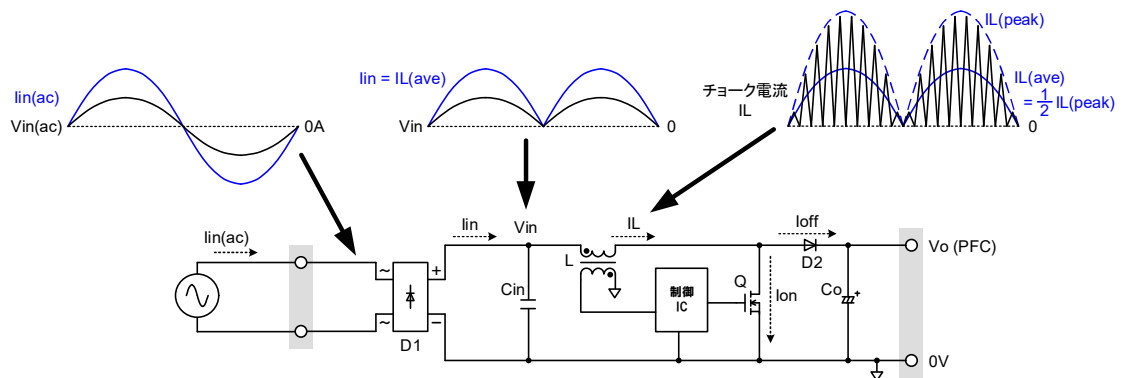 IL(peak)
Iin(ac)
Iin = IL(ave)
IL(ave)
= 1/2 IL(peak)
チョーク電流
IL
Vin(ac)
0A
Vin
0
0
Iin(ac)
Iin
Vin
IL
Ioff
Vo (PFC)
L
D2
~
+
Cin
制御
IC
Q
Ion
Co
+
~
−
D1
0V